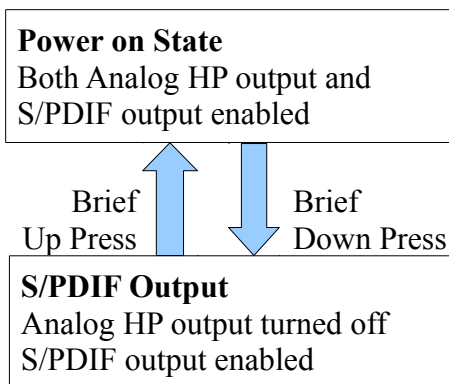 Power on State
Both Analog HP output and
S/PDIF output enabled
Brief
Up Press
Brief
Down Press
S/PDIF Output
Analog HP output turned off
S/PDIF output enabled